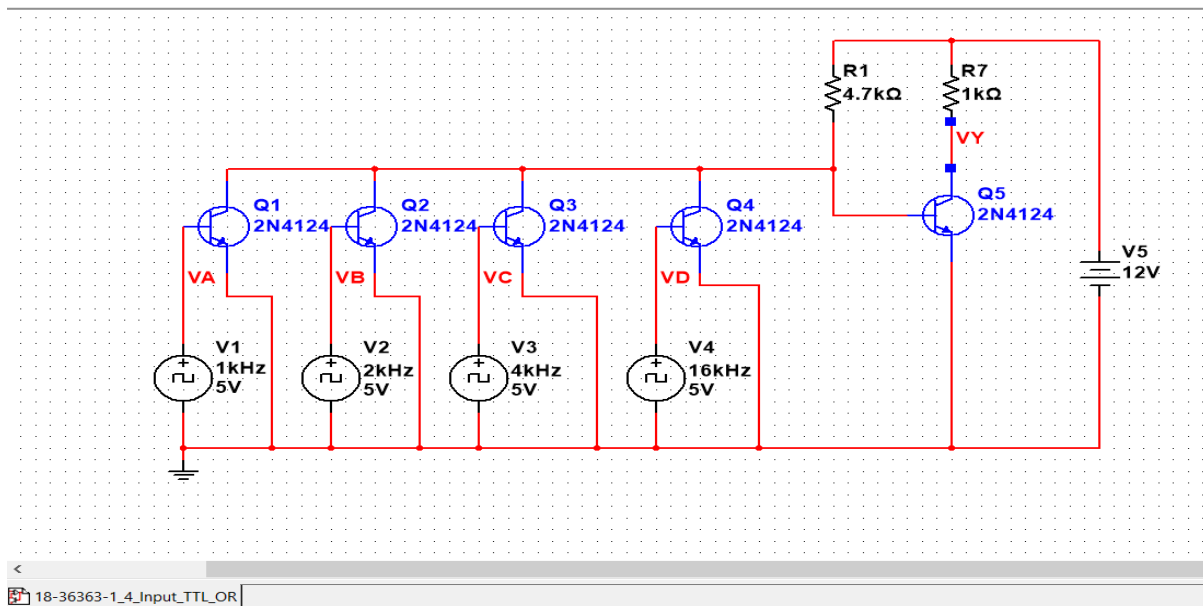 R1
4.7kΩ
R7
1kΩ
VY
Q1
2N4124
Q2
2N4124
Q3
2N4124
Q4
2N4124
Q5
2N4124
VA
VB
VC
VD
V5
12V
V1
1kHz
5V
V2
2kHz
5V
V3
4kHz
5V
V4
16kHz
5V
18-36363-1_4_Input_TTL_OR